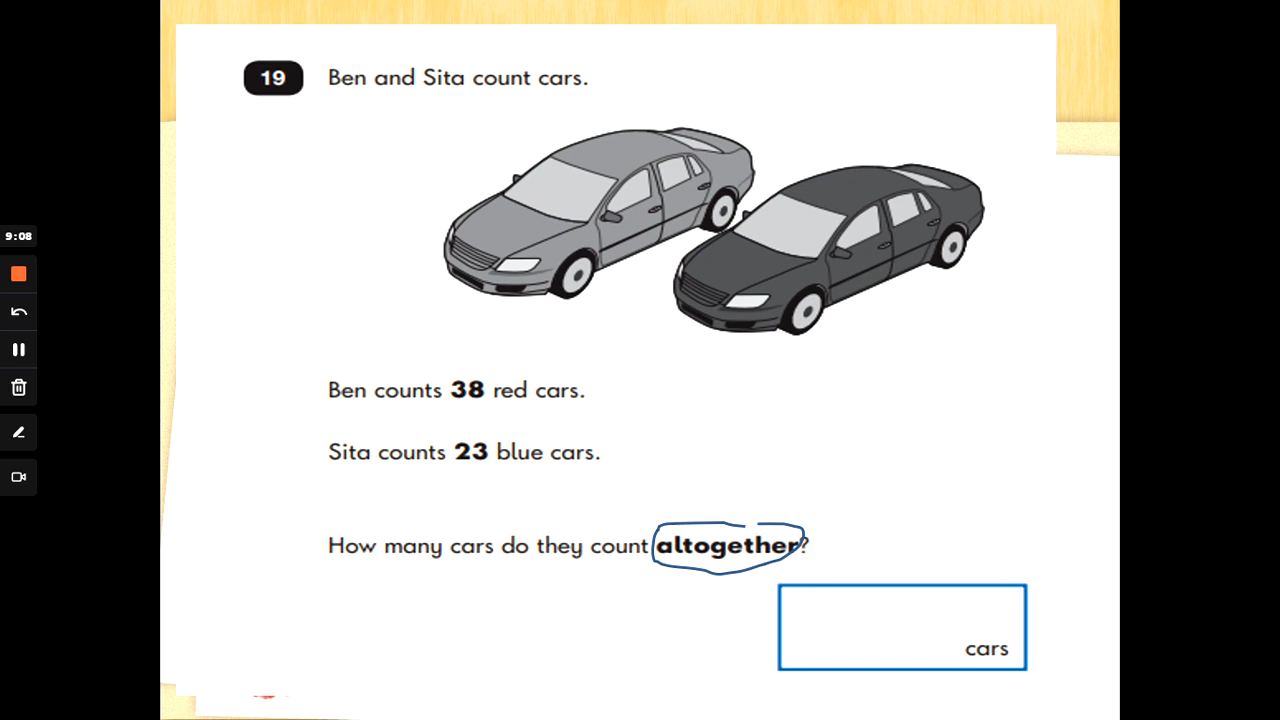 19 Ben and Sita count cars.
9:08
Ben counts 38 red cars.
Sita counts 23 blue cars.
How many cars do they count altogether?
cars